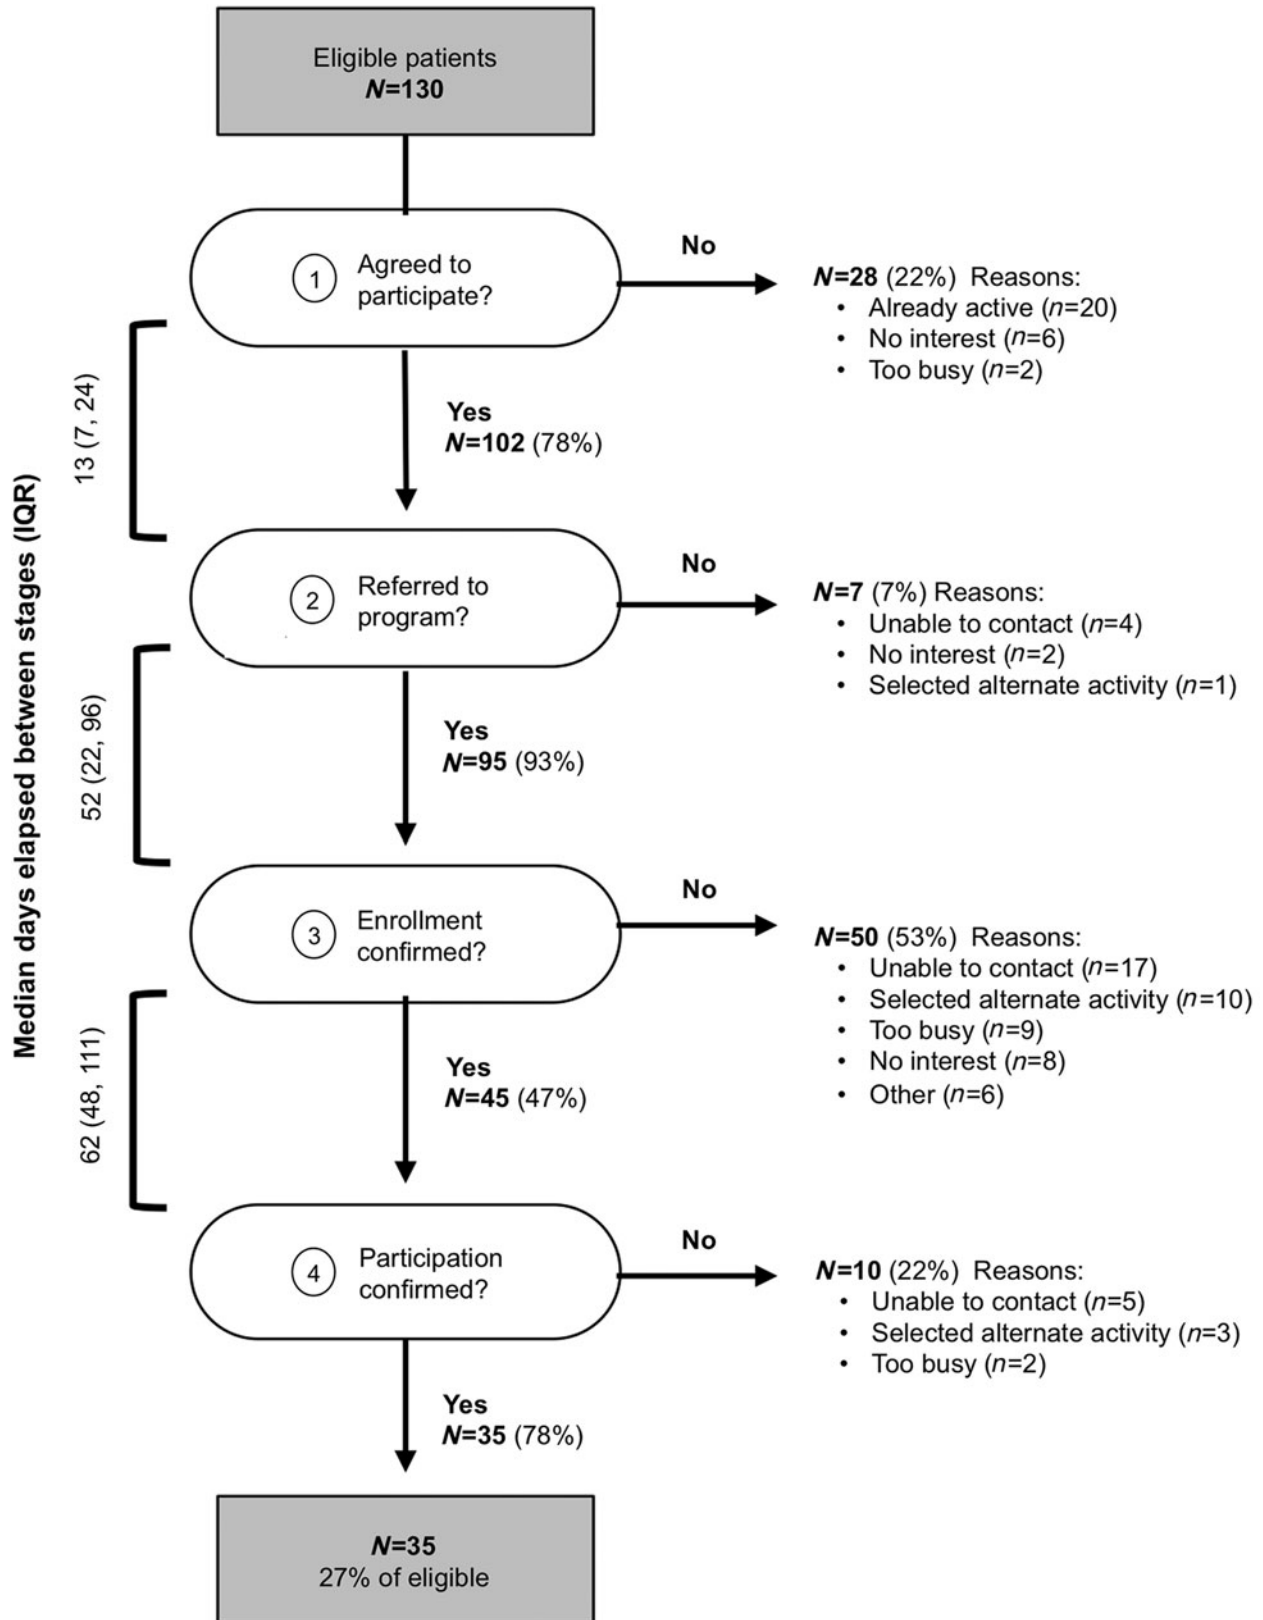 Eligible patients
N=130
1 Agreed to
participate?
No
N=28 (22%) Reasons:
• Already active (n=20)
• No interest (n=6)
• Too busy (n=2)
Yes
N=102 (78%)
13 (7, 24)
2 Referred to
program?
No
N=7 (7%) Reasons:
• Unable to contact (n=4)
• No interest (n=2)
• Selected alternate activity (n=1)
Yes
N=95 (93%)
52 (22, 96)
Median days elapsed between stages (IQR)
3 Enrollment
confirmed?
No
N=50 (53%) Reasons:
• Unable to contact (n=17)
• Selected alternate activity (n=10)
• Too busy (n=9)
• No interest (n=8)
• Other (n=6)
Yes
N=45 (47%)
62 (48, 111)
4 Participation
confirmed?
No
N=10 (22%) Reasons:
• Unable to contact (n=5)
• Selected alternate activity (n=3)
• Too busy (n=2)
Yes
N=35 (78%)
N=35
27% of eligible